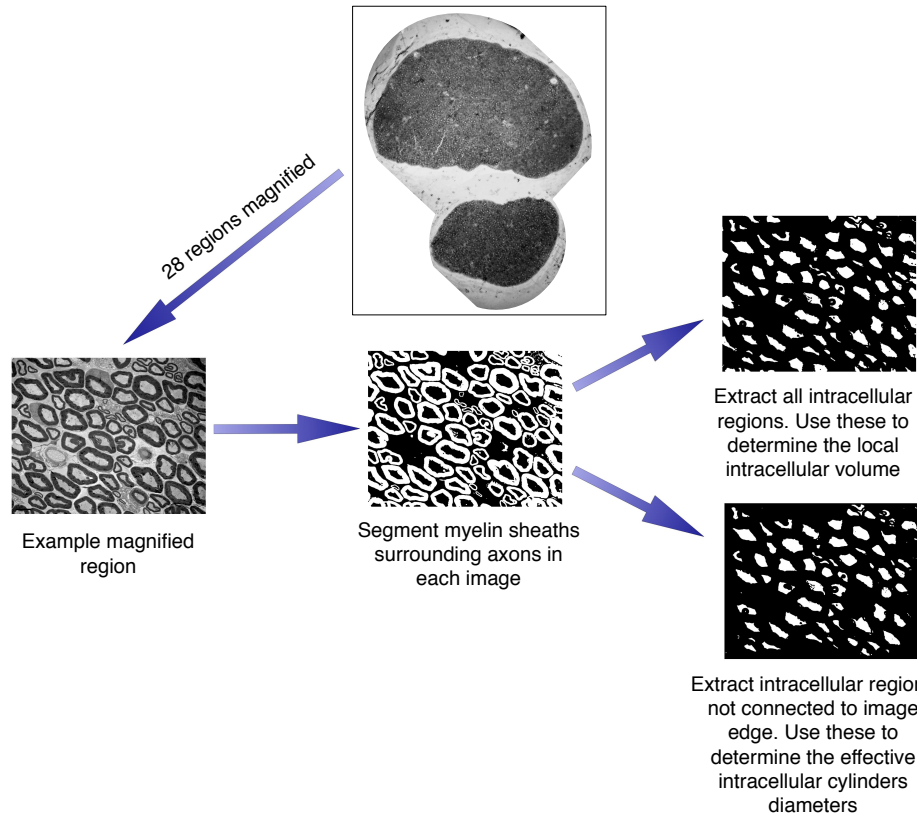 28 regions magnified
Example magnified
region
Segment myelin sheaths
surrounding axons in
each image
Extract all intracellular
regions. Use these to
determine the local
intracellular volume
Extract intracellular region
not connected to image
edge. Use these to
determine the effective
intracellular cylinders
diameters